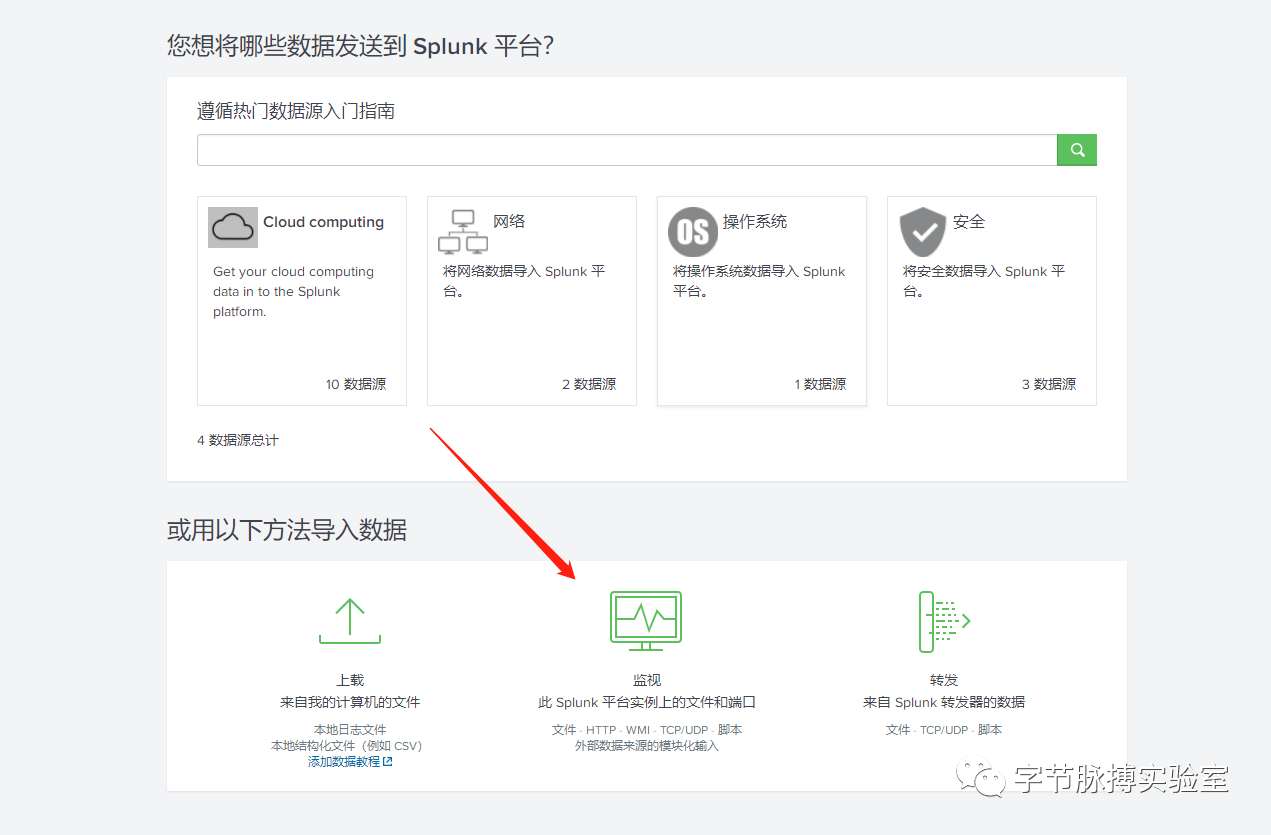 您想将哪些数据发送到 Splunk 平台?
遵循热门数据源入门指南
Cloud computing
Get your cloud computing
data in to the Splunk
platform.
10 数据源
网络
将网络数据导入 Splunk 平
台。
2 数据源
OS
操作系统
将操作系统数据导入 Splunk
平台。
1 数据源
安全
将安全数据导入 Splunk 平
台。
3 数据源
4 数据源总计
或用以下方法导入数据
上载
来自我的计算机的文件
本地日志文件
本地结构化文件（例如 CSV）
添加数据教程
监视
此 Splunk 平台实例上的文件和端口
文件 - HTTP - WMI - TCP/UDP - 脚本
外部数据来源的模块化输入
转发
来自 Splunk 转发器的数据
文件 - TCP/UDP - 脚本
字节脉搏实验室